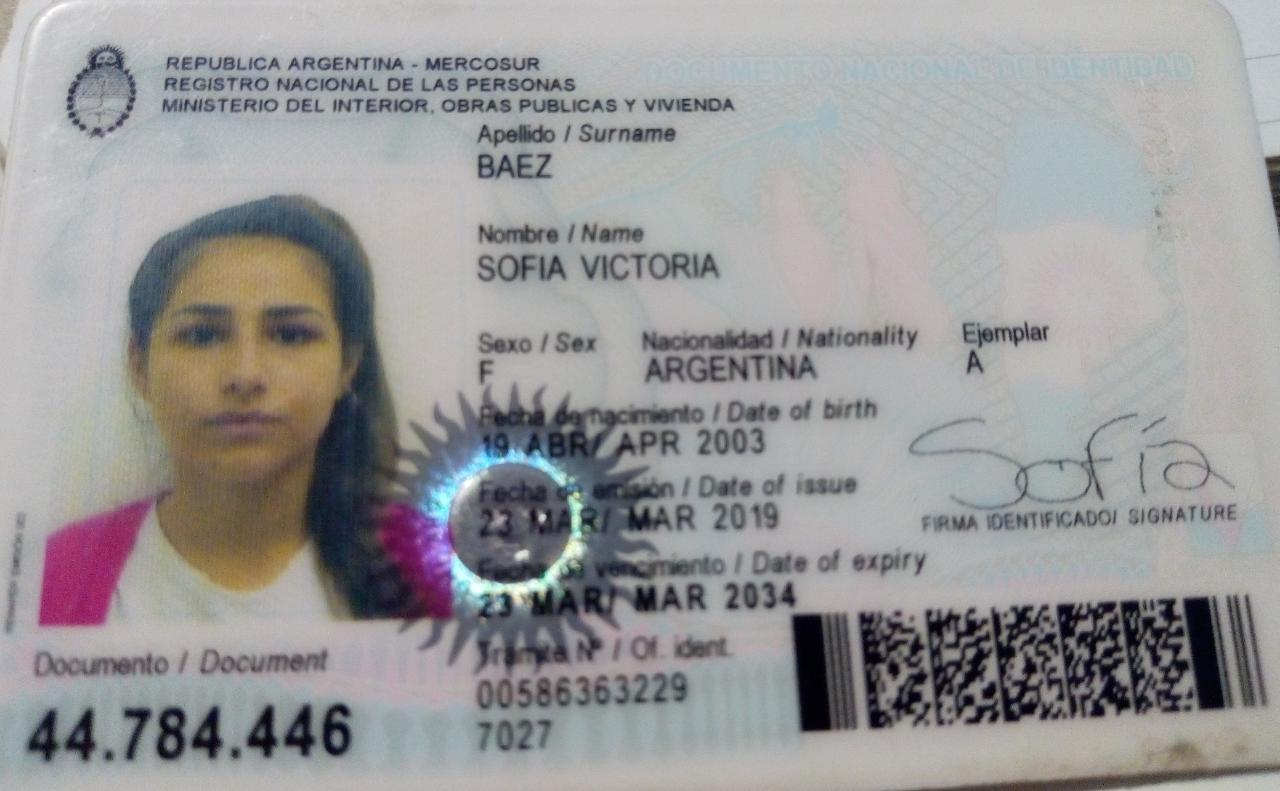 REPUBLICA ARGENTINA - MERCOSUR
REGISTRO NACIONAL DE LAS PERSONAS
MINISTERIO DEL INTERIOR, OBRAS PUBLICAS Y VIVIENDA
DOCUMENTO NACIONAL DE IDENTIDAD
Apellido / Surname
BAEZ
Nombre / Name
SOFIA VICTORIA
Sexo / Sex Nacionalidad / Nationality Ejemplar
F ARGENTINA A
Fecha de nacimiento / Date of birth
19 ABR/ APR 2003
Fecha de emisión / Date of issue
23 MAR/ MAR 2019
Fecha de vencimiento / Date of expiry
23 MAR/ MAR 2034
Sofía
FIRMA IDENTIFICADO/ SIGNATURE
Documento / Document
44.784.446
Trámite Nº / Of. ident.
00586363229
7027